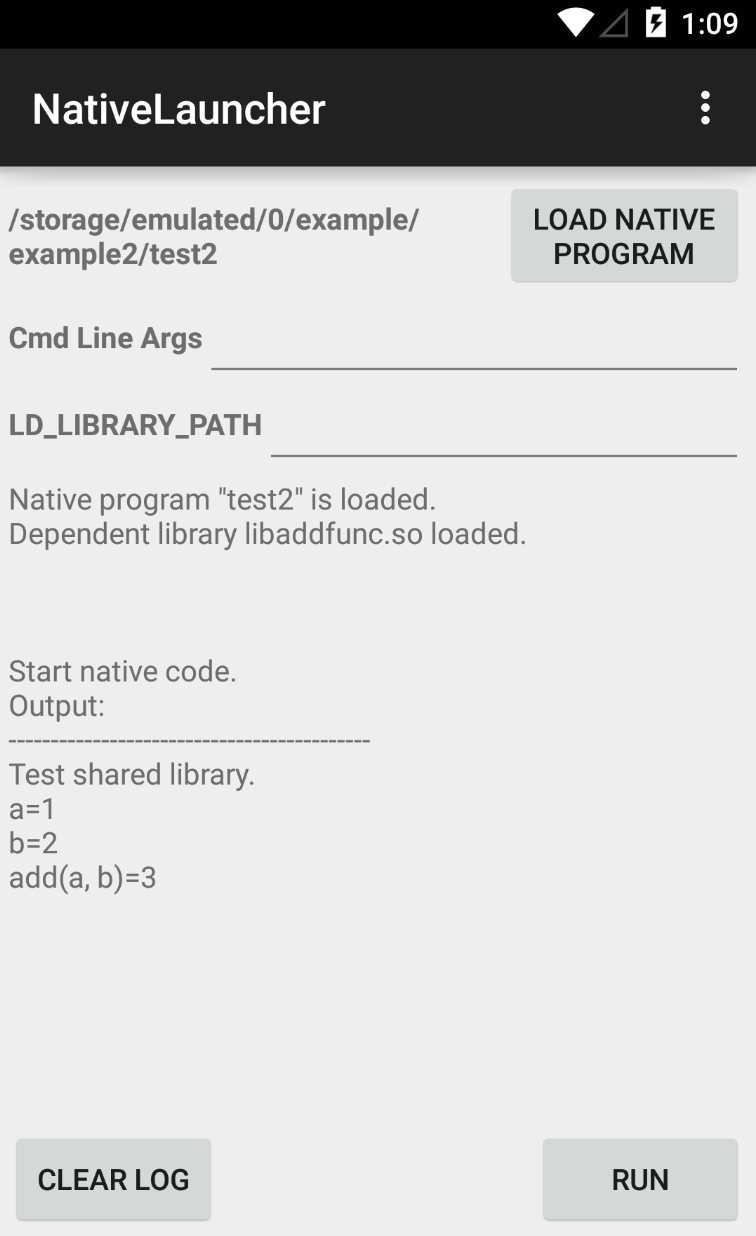 1:09
NativeLauncher
/storage/emulated/0/example/
example2/test2
LOAD NATIVE
PROGRAM
Cmd Line Args
LD_LIBRARY_PATH
Native program "test2" is loaded.
Dependent library libaddfunc.so loaded.
Start native code.
Output:
-------------------------------------------
Test shared library.
a=1
b=2
add(a, b)=3
CLEAR LOG
RUN